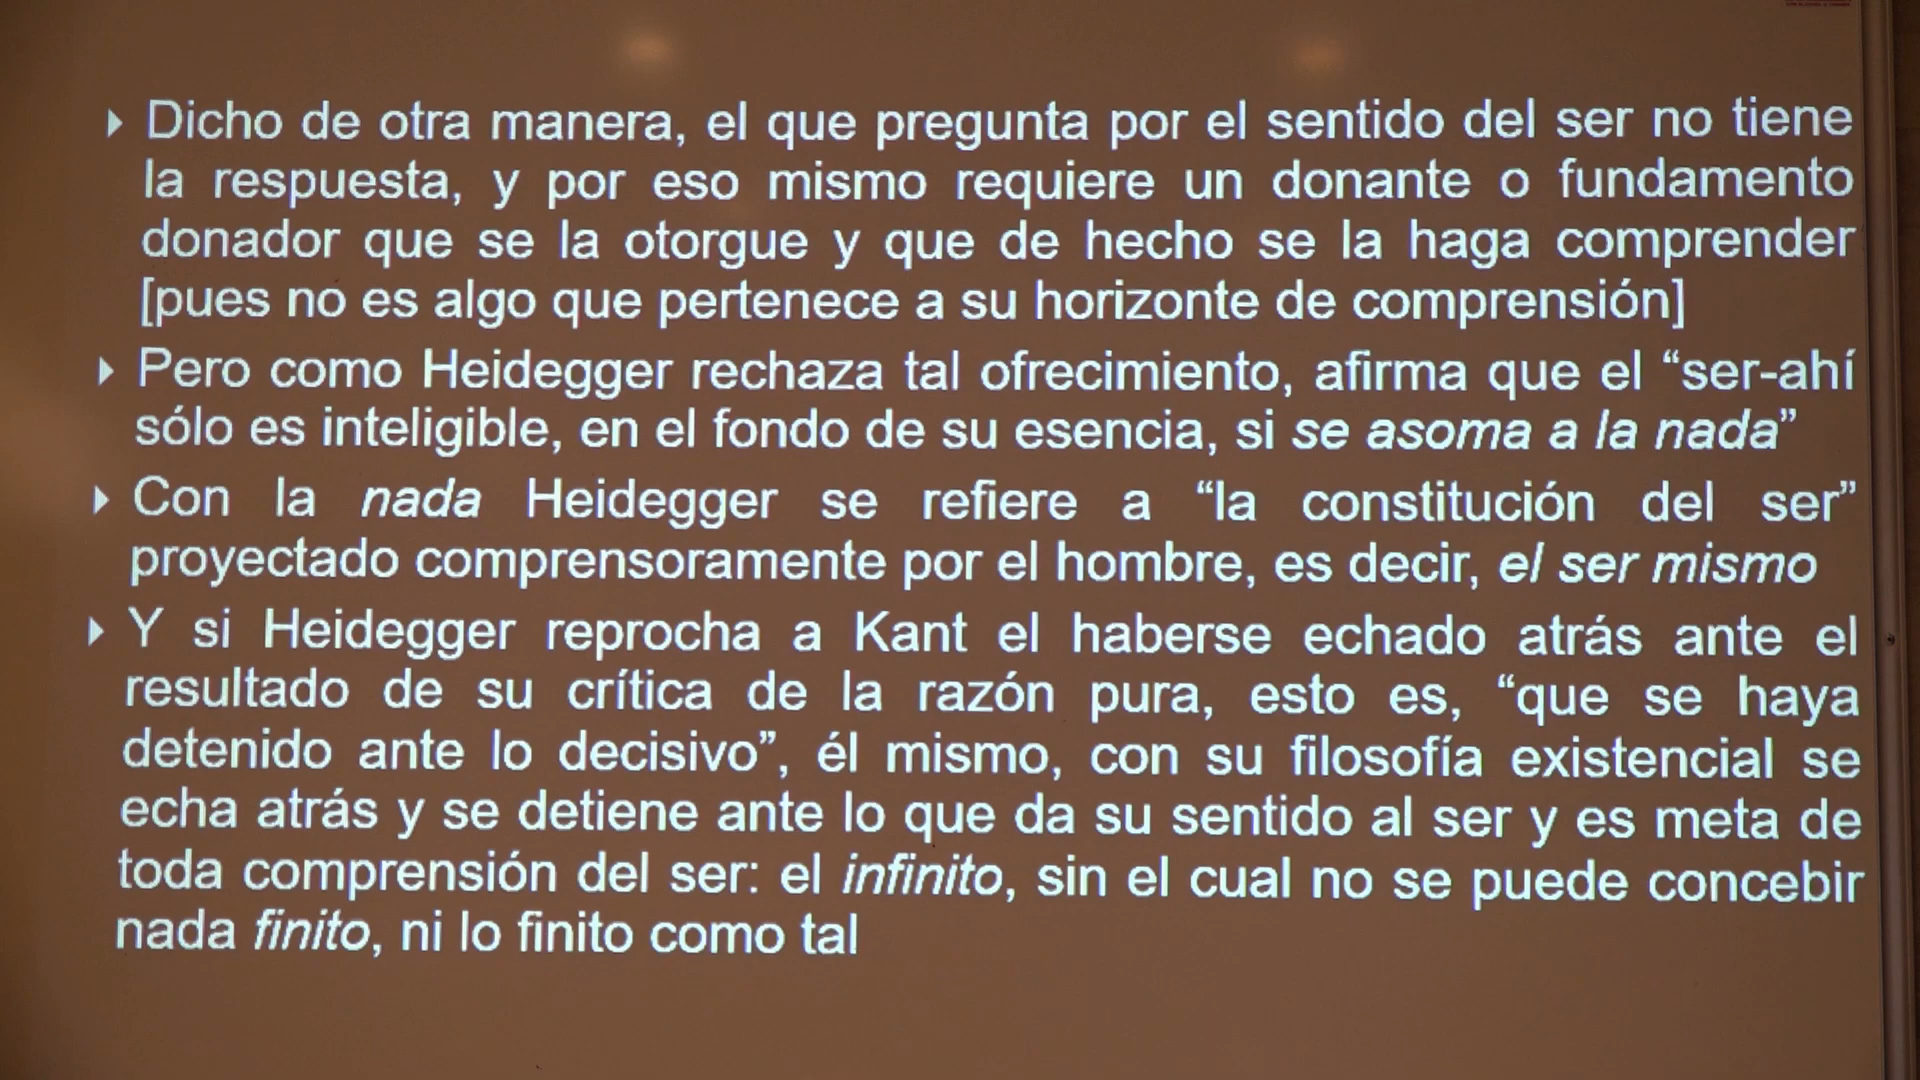 Dicho de otra manera, el que pregunta por el sentido del ser no tiene
la respuesta, y por eso mismo requiere un donante o fundamento
donador que se la otorgue y que de hecho se la haga comprender
[pues no es algo que pertenece a su horizonte de comprensión]
Pero como Heidegger rechaza tal ofrecimiento, afirma que el “ser-ahí
sólo es inteligible, en el fondo de su esencia, si se asoma a la nada”
Con la nada Heidegger se refiere a “la constitución del ser”
proyectado comprensoramente por el hombre, es decir, el ser mismo
Y si Heidegger reprocha a Kant el haberse echado atrás ante el
resultado de su crítica de la razón pura, esto es, “que se haya
detenido ante lo decisivo”, él mismo, con su filosofía existencial se
echa atrás y se detiene ante lo que da su sentido al ser y es meta de
toda comprensión del ser: el infinito, sin el cual no se puede concebir
nada finito, ni lo finito como tal